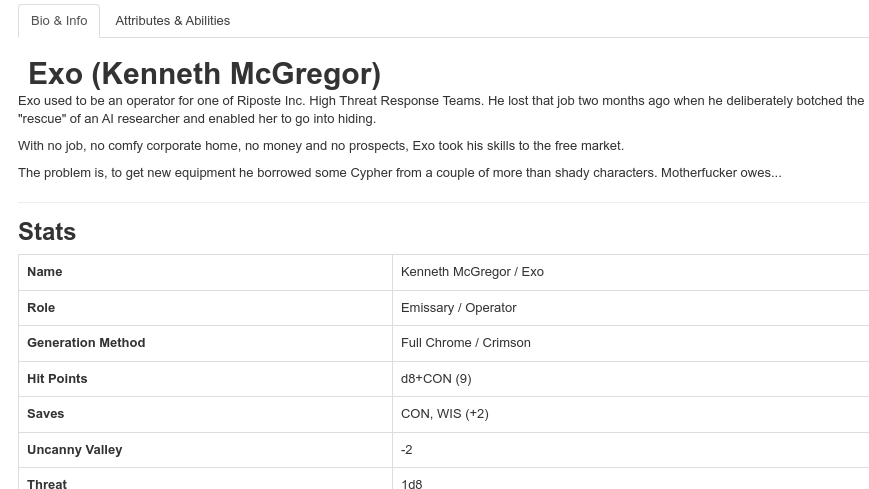 Bio & Info
Attributes & Abilities
Exo (Kenneth McGregor)
Exo used to be an operator for one of Riposte Inc. High Threat Response Teams. He lost that job two months ago when he deliberately botched the
"rescue" of an AI researcher and enabled her to go into hiding.
With no job, no comfy corporate home, no money and no prospects, Exo took his skills to the free market.
The problem is, to get new equipment he borrowed some Cypher from a couple of more than shady characters. Motherfucker owes...
Stats
Name Kenneth McGregor / Exo
Role Emissary / Operator
Generation Method Full Chrome / Crimson
Hit Points d8+CON (9)
Saves CON, WIS (+2)
Uncanny Valley -2
Threat 1d8